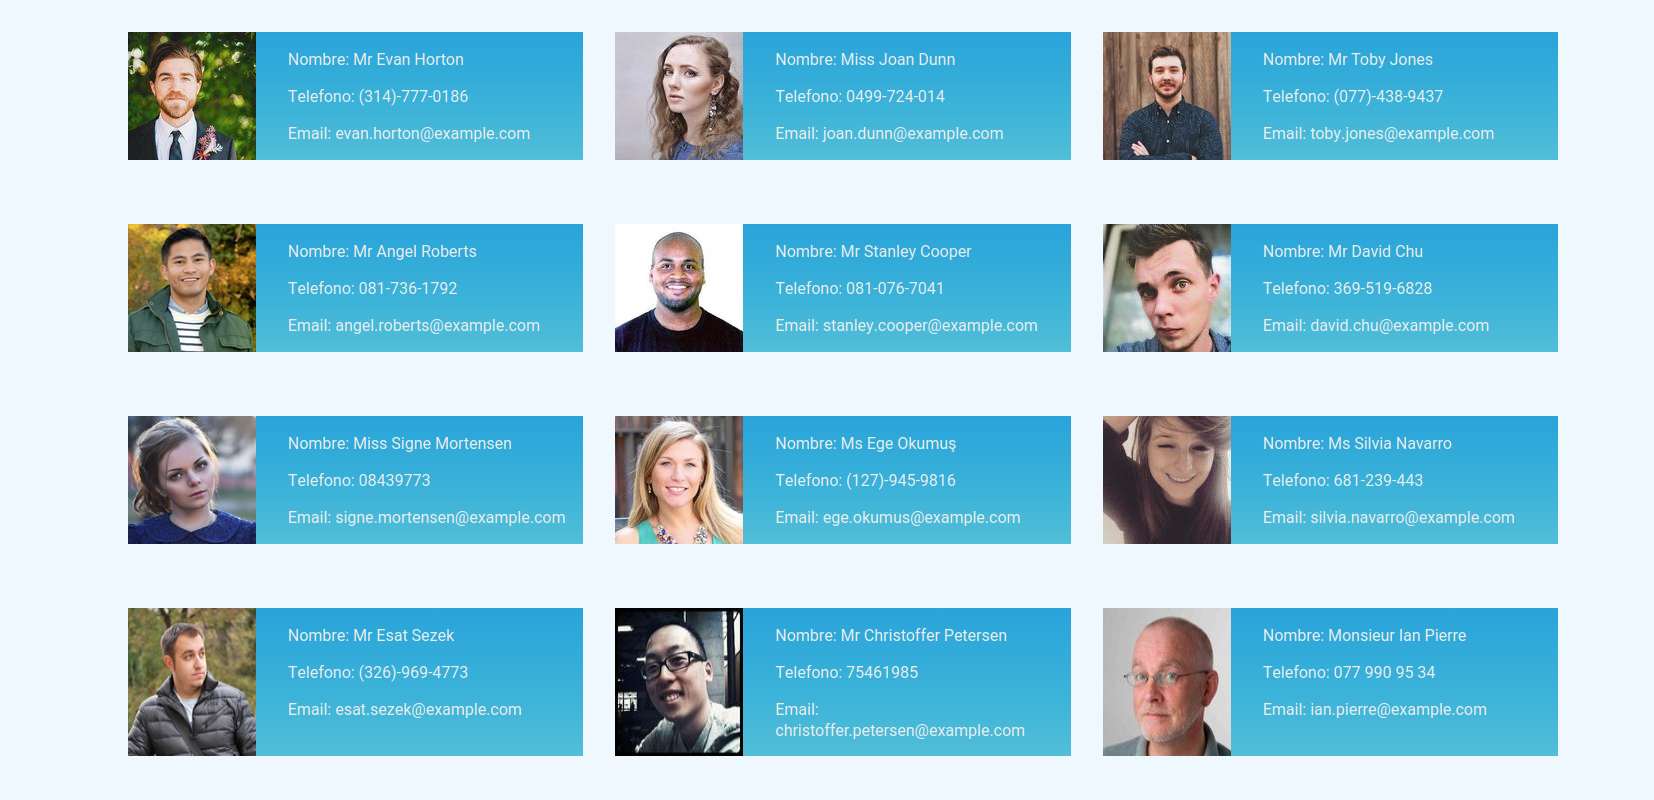 Nombre: Mr Evan Horton
Telefono: (314)-777-0186
Email: evan.horton@example.com
Nombre: Miss Joan Dunn
Telefono: 0499-724-014
Email: joan.dunn@example.com
Nombre: Mr Toby Jones
Telefono: (077)-438-9437
Email: toby.jones@example.com
Nombre: Mr Angel Roberts
Telefono: 081-736-1792
Email: angel.roberts@example.com
Nombre: Mr Stanley Cooper
Telefono: 081-076-7041
Email: stanley.cooper@example.com
Nombre: Mr David Chu
Telefono: 369-519-6828
Email: david.chu@example.com
Nombre: Miss Signe Mortensen
Telefono: 08439773
Email: signe.mortensen@example.com
Nombre: Ms Ege Okumuş
Telefono: (127)-945-9816
Email: ege.okumus@example.com
Nombre: Ms Silvia Navarro
Telefono: 681-239-443
Email: silvia.navarro@example.com
Nombre: Mr Esat Sezek
Telefono: (326)-969-4773
Email: esat.sezek@example.com
Nombre: Mr Christoffer Petersen
Telefono: 75461985
Email:
christoffer.petersen@example.com
Nombre: Monsieur Ian Pierre
Telefono: 077 990 95 34
Email: ian.pierre@example.com